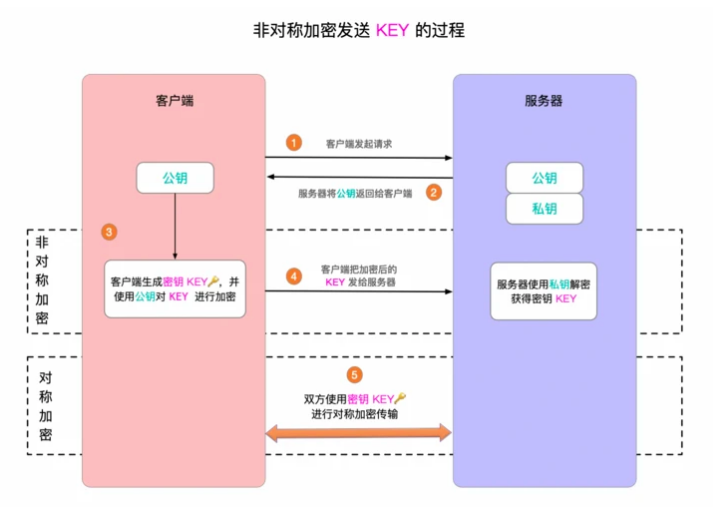 非对称加密发送 KEY 的过程
客户端
服务器
1
客户端发起请求
公钥
公钥
服务器将公钥返回给客户端
2
私钥
3
非对称加密
客户端生成密钥 KEY🔑，并
使用公钥对 KEY 进行加密
4
客户端把加密后的
KEY 发给服务器
服务器使用私钥解密
获得密钥 KEY
对称加密
5
双方使用密钥 KEY🔑
进行对称加密传输